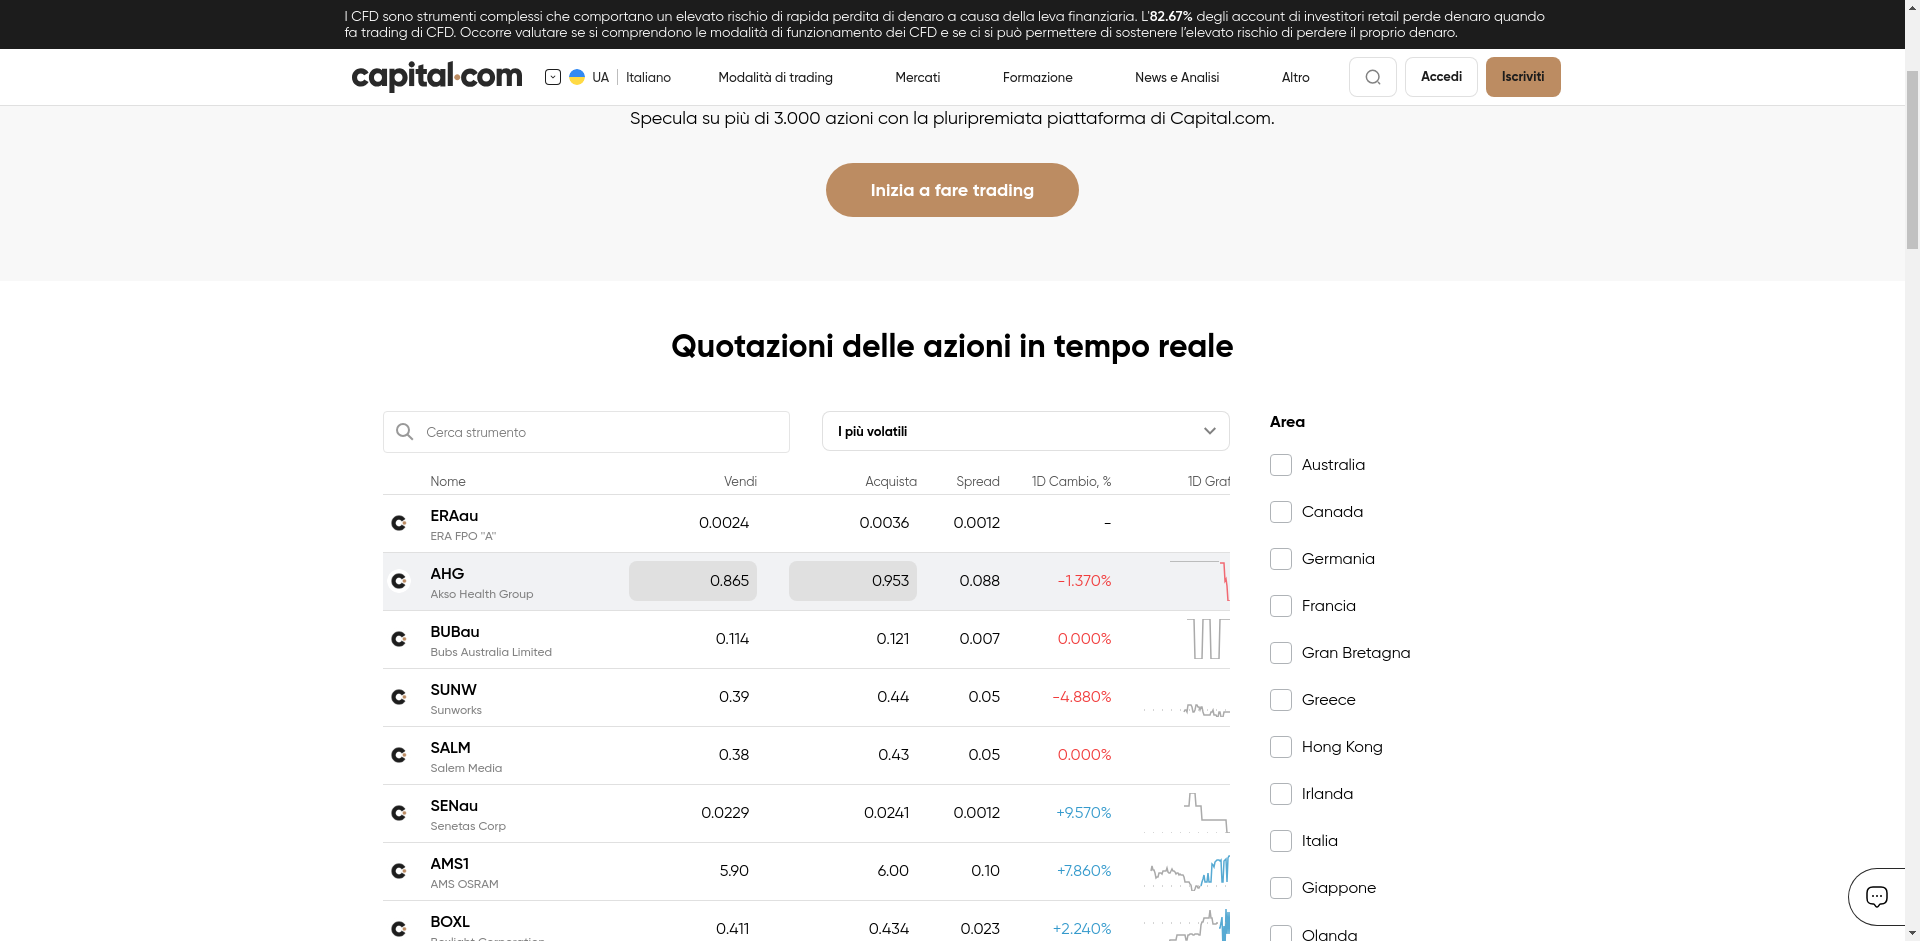 I CFD sono strumenti complessi che comportano un elevato rischio di rapida perdita di denaro a causa della leva finanziaria. L'82.67% degli account di investitori retail perde denaro quando
fa trading di CFD. Occorre valutare se si comprendono le modalità di funzionamento dei CFD e se ci si può permettere di sostenere l'elevato rischio di perdere il proprio denaro.
capital.com UA Italiano Modalità di trading Mercati Formazione News e Analisi Altro Accedi Iscriviti
Specula su più di 3.000 azioni con la pluripremiata piattaforma di Capital.com.
Inizia a fare trading
Quotazioni delle azioni in tempo reale
Cerca strumento
I più volatili
Nome Vendi Acquista Spread 1D Cambio, % 1D Graf
ERAau 0.0024 0.0036 0.0012 -
ERA FPO "A"
AHG 0.865 0.953 0.088 -1.370%
Akso Health Group
BUBau 0.114 0.121 0.007 0.000%
Bubs Australia Limited
SUNW 0.39 0.44 0.05 -4.880%
Sunworks
SALM 0.38 0.43 0.05 0.000%
Salem Media
SENau 0.0229 0.0241 0.0012 +9.570%
Senetas Corp
AMS1 5.90 6.00 0.10 +7.860%
AMS OSRAM
BOXL 0.411 0.434 0.023 +2.240%
Boxlight Corporation
Area
Australia
Canada
Germania
Francia
Gran Bretagna
Greece
Hong Kong
Irlanda
Italia
Giappone
Olanda